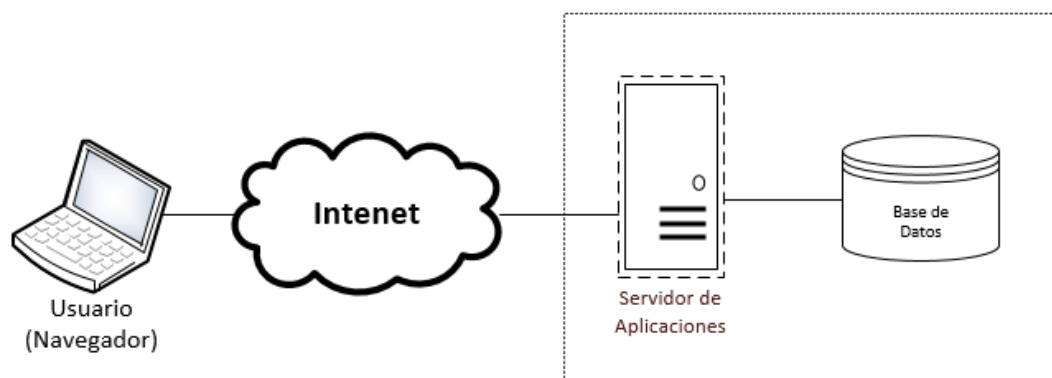 Usuario
(Navegador)
Intenet
Servidor de
Aplicaciones
Base de
Datos